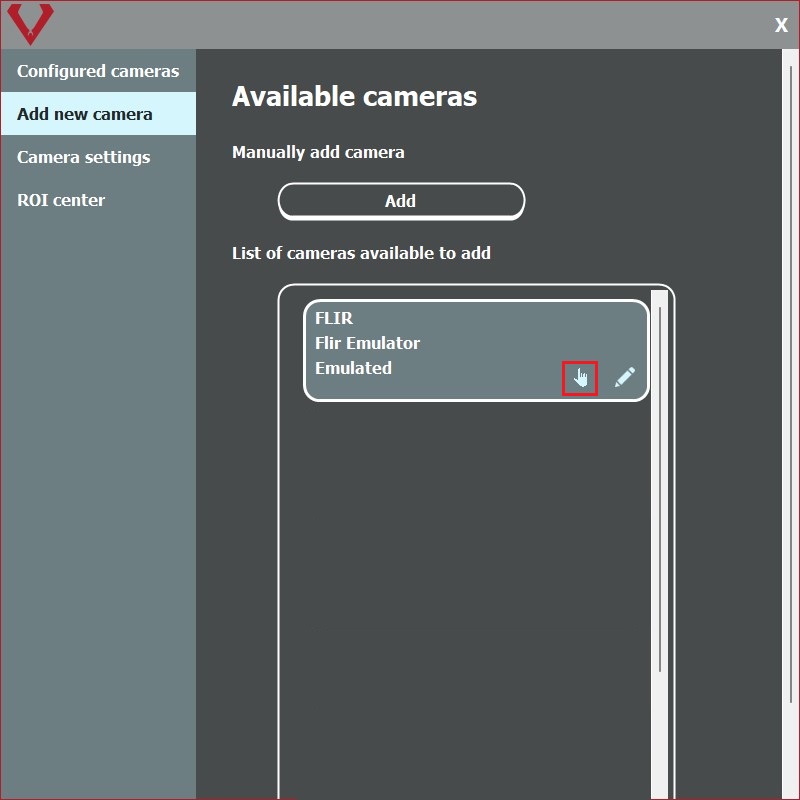 X
Configured cameras
Add new camera
Camera settings
ROI center
Available cameras
Manually add camera
Add
List of cameras available to add
FLIR
Flir Emulator
Emulated